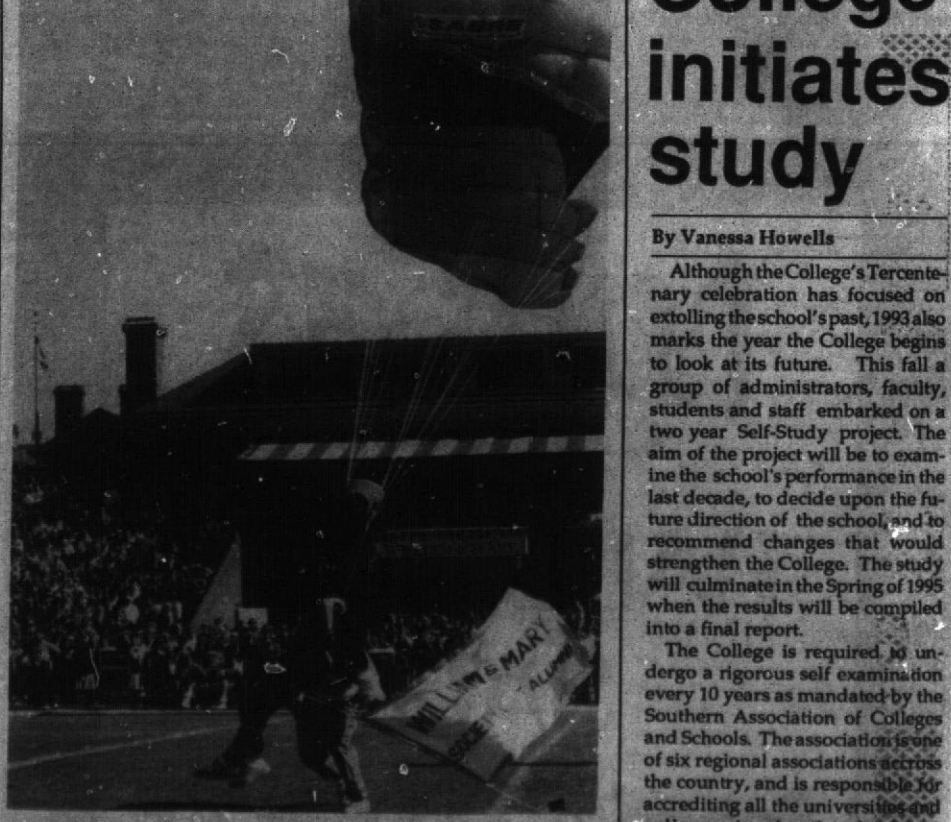 SABRE
WILLIAM & MARY
SOCIETY ALUMNI
College
initiates
study
By Vanessa Howells
Although the College's Tercente-
nary celebration has focused on
extolling the school's past, 1993 also
marks the year the College begins
to look at its future. This fall a
group of administrators, faculty,
students and staff embarked on a
two year Self-Study project. The
aim of the project will be to exam-
ine the school's performance in the
last decade, to decide upon the fu-
ture direction of the school, and to
recommend changes that would
strengthen the College. The study
will culminate in the Spring of 1995
when the results will be compiled
into a final report.
The College is required to un-
dergo a rigorous self examination
every 10 years as mandated by the
Southern Association of Colleges
and Schools. The association is one
of six regional associations accross
the country, and is responsible for
accrediting all the universities and